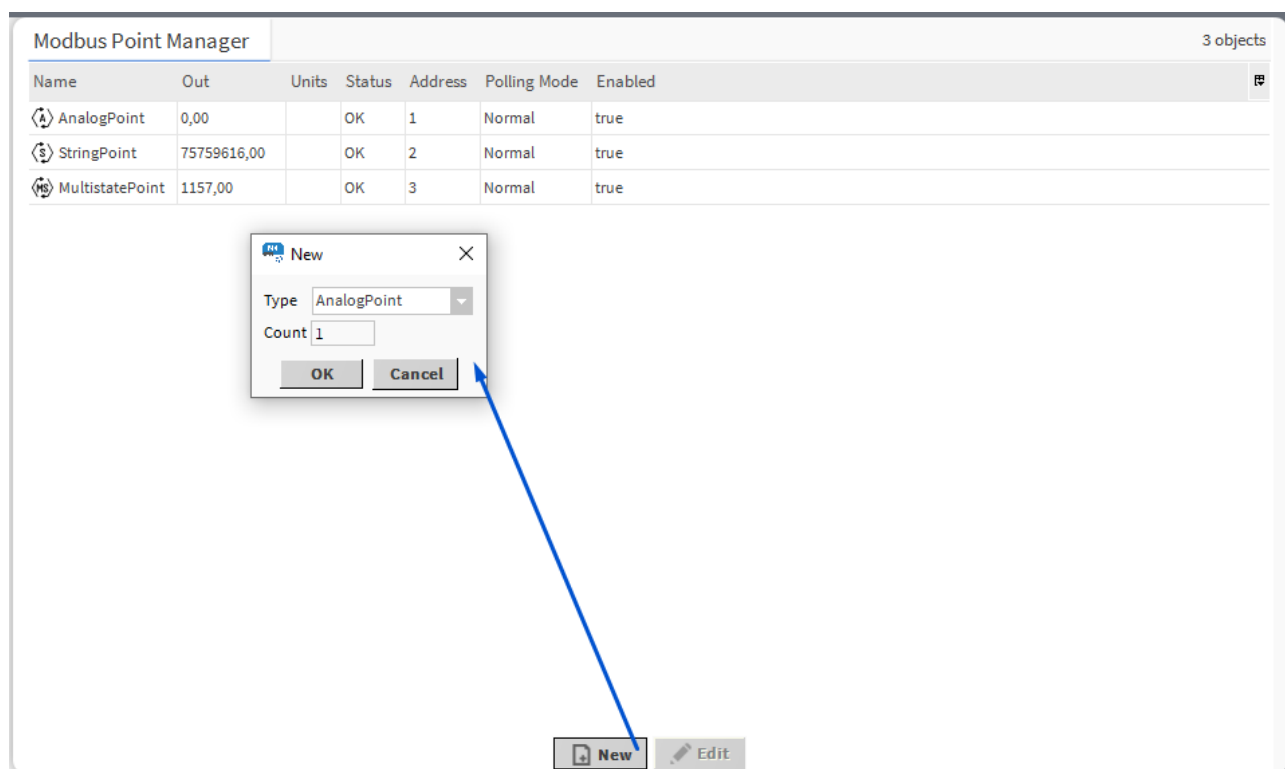 Modbus Point Manager 3 objects
Name Out Units Status Address Polling Mode Enabled
AnalogPoint 0,00 OK 1 Normal true
StringPoint 75759616,00 OK 2 Normal true
MultistatePoint 1157,00 OK 3 Normal true
New
Type AnalogPoint
Count 1
OK Cancel
New Edit